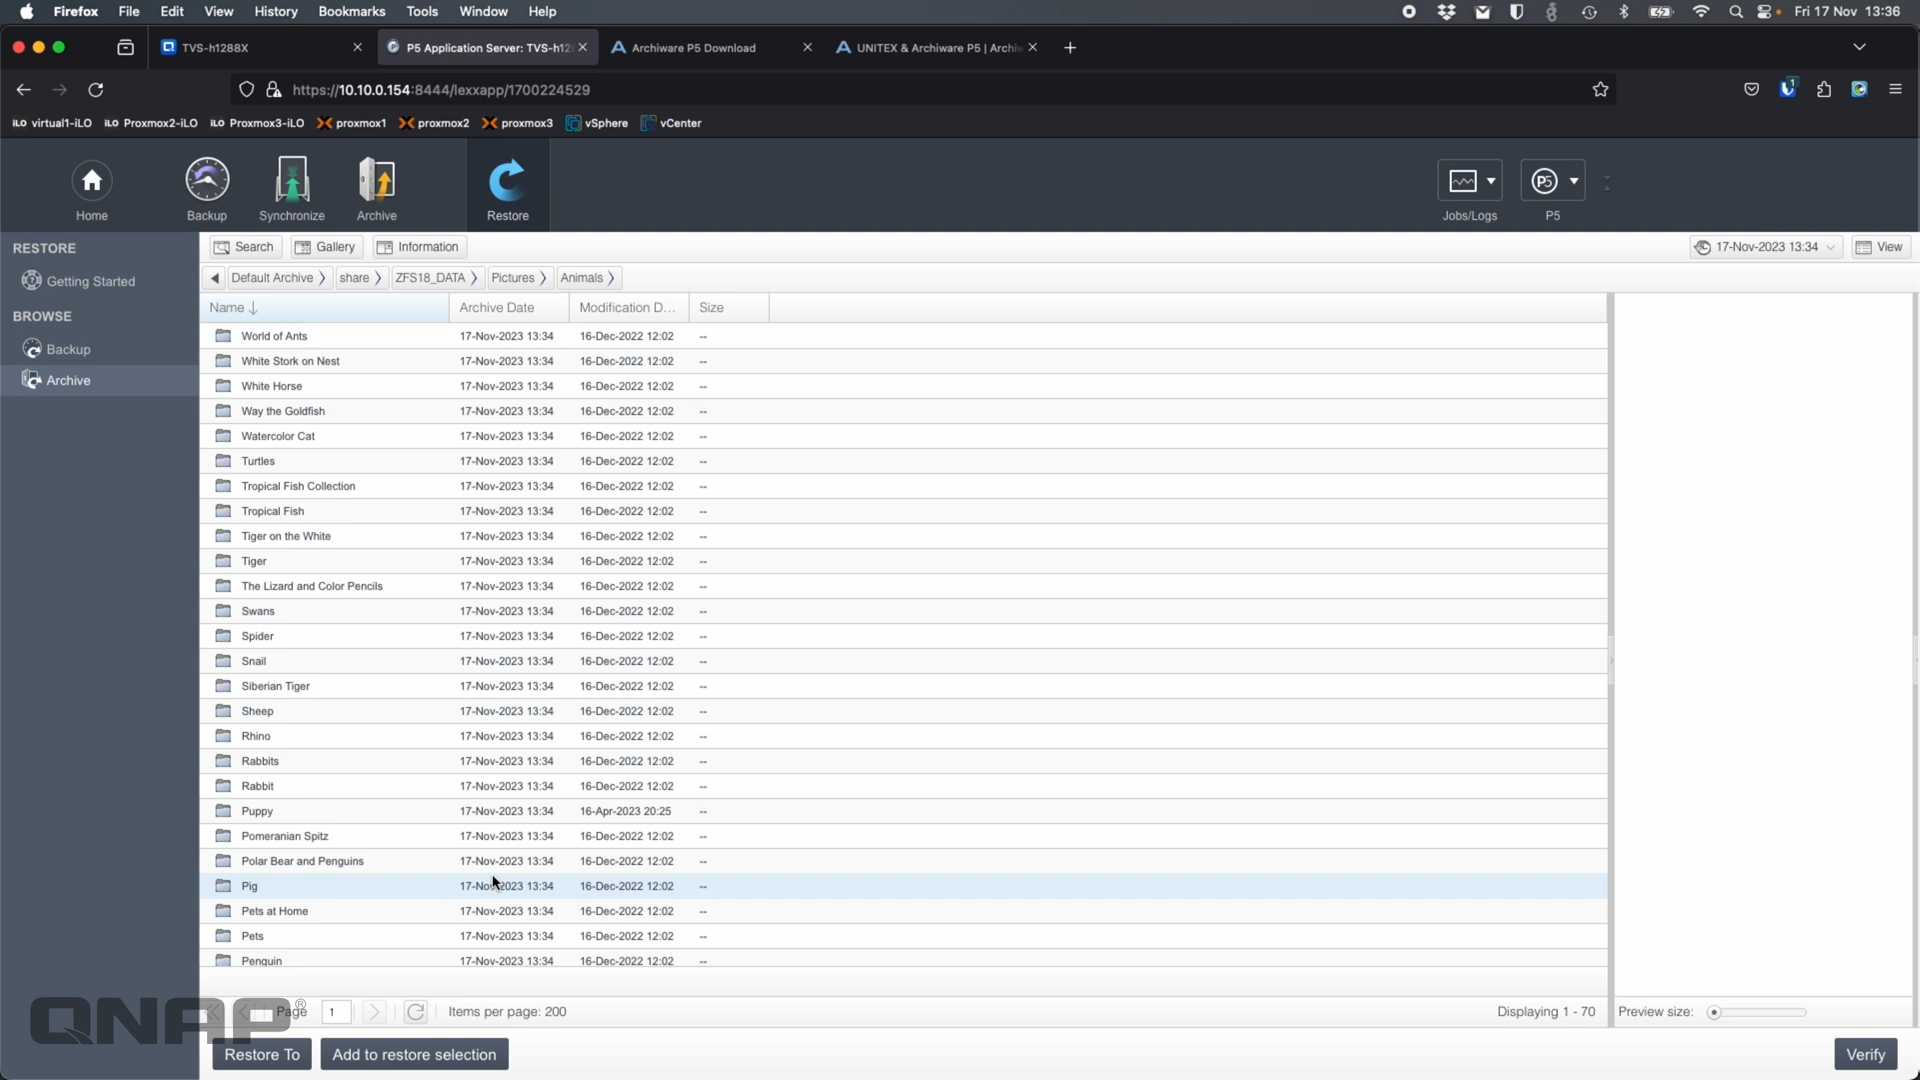 Firefox File Edit View History Bookmarks Tools Window Help Fri 17 Nov 13:36
TVS-h1288X P5 Application Server: TVS-h12 Archiware P5 Download UNITEX & Archiware P5 | Archiv
https://10.10.0.154:8444/lexxapp/1700224529 1
iLO virtual1-iLO iLO Proxmox2-iLO iLO Proxmox3-iLO proxmox1 proxmox2 proxmox3 vSphere vCenter
Home Backup Synchronize Archive Restore Jobs/Logs P5 P5
RESTORE
Getting Started
BROWSE
Backup
Archive
Search Gallery Information 17-Nov-2023 13:34 View
Default Archive share ZFS18_DATA Pictures Animals
Name Archive Date Modification D... Size
World of Ants 17-Nov-2023 13:34 16-Dec-2022 12:02 --
White Stork on Nest 17-Nov-2023 13:34 16-Dec-2022 12:02 --
White Horse 17-Nov-2023 13:34 16-Dec-2022 12:02 --
Way the Goldfish 17-Nov-2023 13:34 16-Dec-2022 12:02 --
Watercolor Cat 17-Nov-2023 13:34 16-Dec-2022 12:02 --
Turtles 17-Nov-2023 13:34 16-Dec-2022 12:02 --
Tropical Fish Collection 17-Nov-2023 13:34 16-Dec-2022 12:02 --
Tropical Fish 17-Nov-2023 13:34 16-Dec-2022 12:02 --
Tiger on the White 17-Nov-2023 13:34 16-Dec-2022 12:02 --
Tiger 17-Nov-2023 13:34 16-Dec-2022 12:02 --
The Lizard and Color Pencils 17-Nov-2023 13:34 16-Dec-2022 12:02 --
Swans 17-Nov-2023 13:34 16-Dec-2022 12:02 --
Spider 17-Nov-2023 13:34 16-Dec-2022 12:02 --
Snail 17-Nov-2023 13:34 16-Dec-2022 12:02 --
Siberian Tiger 17-Nov-2023 13:34 16-Dec-2022 12:02 --
Sheep 17-Nov-2023 13:34 16-Dec-2022 12:02 --
Rhino 17-Nov-2023 13:34 16-Dec-2022 12:02 --
Rabbits 17-Nov-2023 13:34 16-Dec-2022 12:02 --
Rabbit 17-Nov-2023 13:34 16-Dec-2022 12:02 --
Puppy 17-Nov-2023 13:34 16-Apr-2023 20:25 --
Pomeranian Spitz 17-Nov-2023 13:34 16-Dec-2022 12:02 --
Polar Bear and Penguins 17-Nov-2023 13:34 16-Dec-2022 12:02 --
Pig 17-Nov-2023 13:34 16-Dec-2022 12:02 --
Pets at Home 17-Nov-2023 13:34 16-Dec-2022 12:02 --
Pets 17-Nov-2023 13:34 16-Dec-2022 12:02 --
Penguin 17-Nov-2023 13:34 16-Dec-2022 12:02 --
QNAP® Page 1 Items per page: 200 Displaying 1 - 70 Preview size:
Restore To Add to restore selection Verify